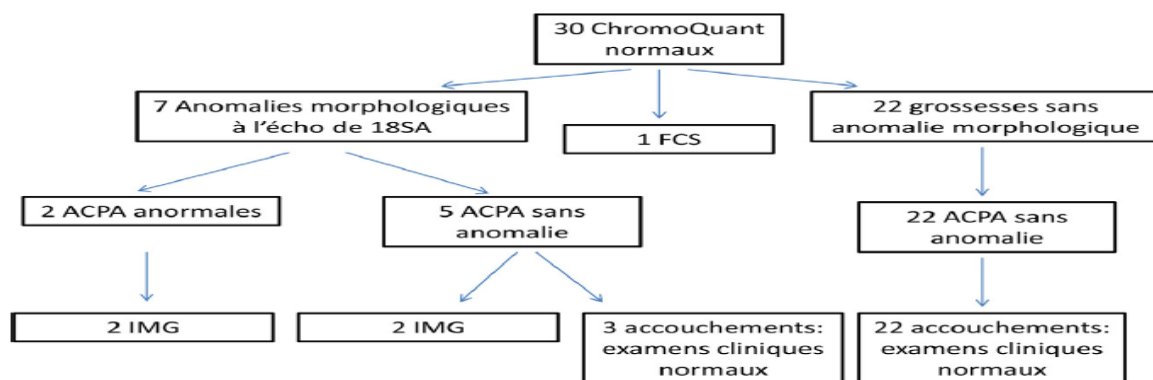 30 ChromoQuant
normaux
7 Anomalies morphologiques
à l'écho de 18SA
1 FCS
22 grossesses sans
anomalie morphologique
2 ACPA anormales
5 ACPA sans
anomalie
22 ACPA sans
anomalie
2 IMG
2 IMG
3 accouchements:
examens cliniques
normaux
22 accouchements:
examens cliniques
normaux